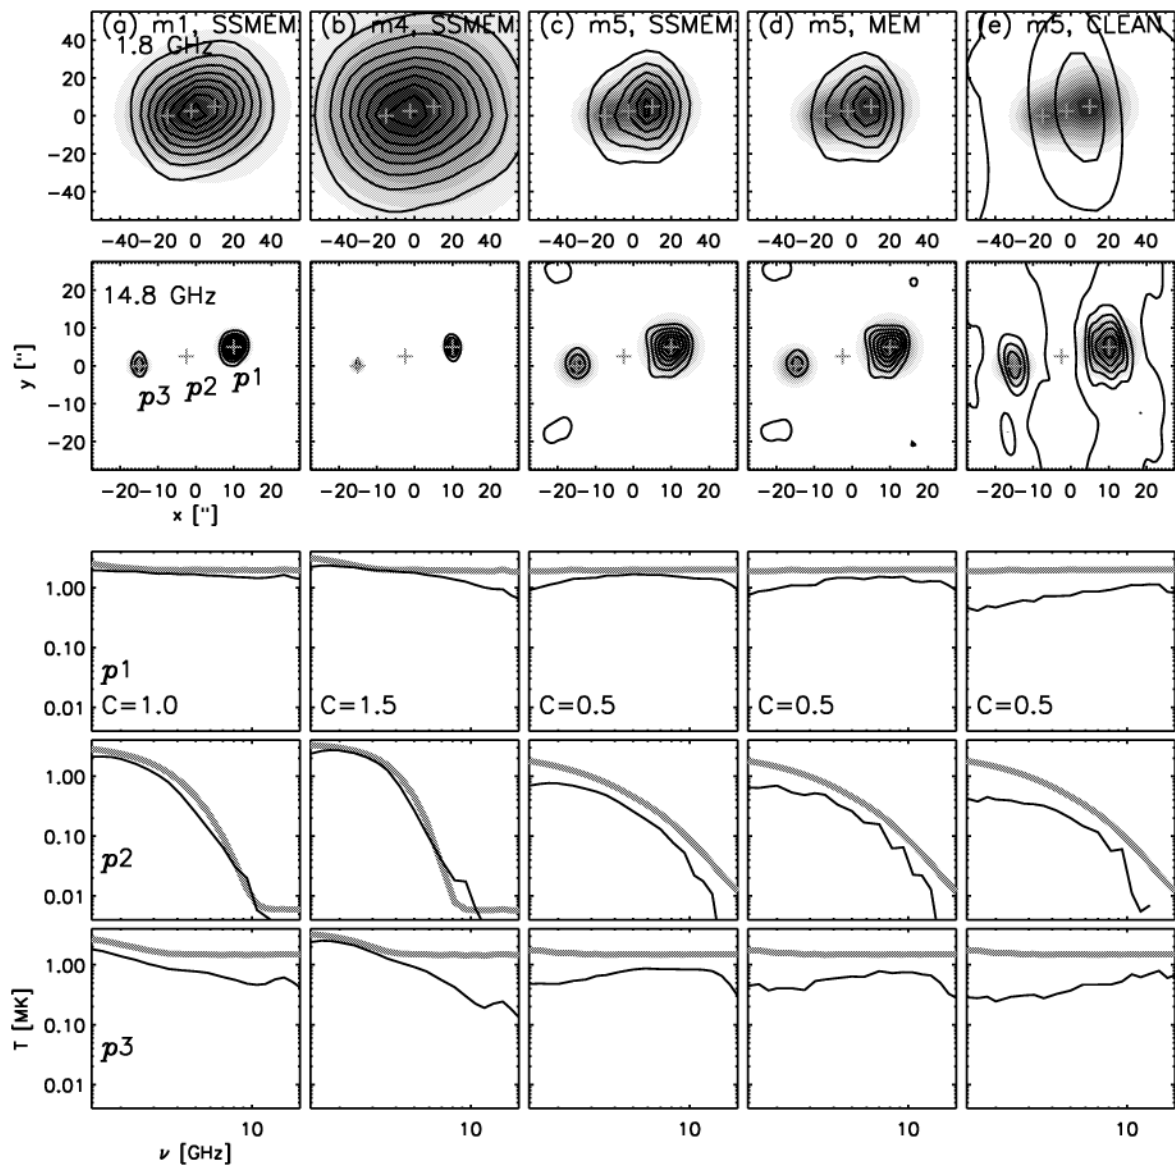 (a) m1, SSMEM (b) m4, SSMEM (c) m5, SSMEM (d) m5, MEM (e) m5, CLEAN
1.8 GHz
40
20
0
−20
−40
−40−20 0 20 40 −40−20 0 20 40 −40−20 0 20 40 −40−20 0 20 40 −40−20 0 20 40
14.8 GHz
20
10
0
−10
−20
y ["]
p3 p2 p1
−20−10 0 10 20 −20−10 0 10 20 −20−10 0 10 20 −20−10 0 10 20 −20−10 0 10 20
x ["]
1.00
0.10
0.01
p1
C=1.0 C=1.5 C=0.5 C=0.5 C=0.5
1.00
0.10
0.01
p2
1.00
0.10
0.01
T [MK]
p3
10 10 10 10 10
ν [GHz]